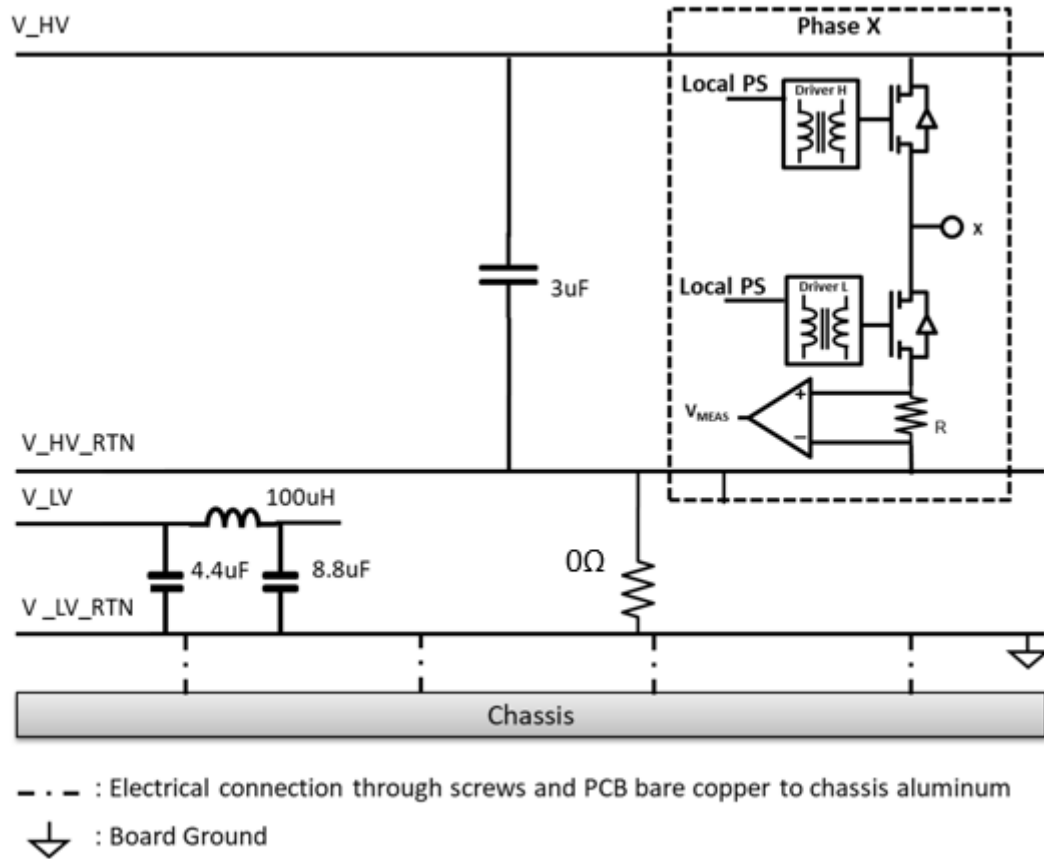 V_HV
Phase X
Local PS
Driver H
x
3uF
Local PS
Driver L
+
V_MEAS
−
R
V_HV_RTN
V_LV
100uH
4.4uF
8.8uF
0Ω
V _LV_RTN
Chassis
: Electrical connection through screws and PCB bare copper to chassis aluminum
: Board Ground